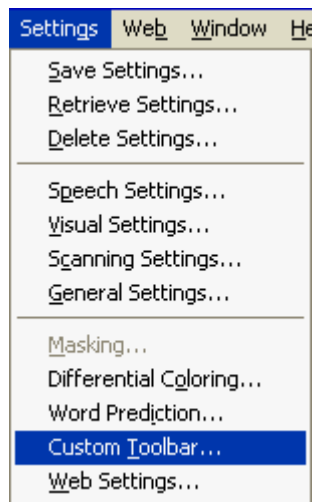 Settings Web Window He
Save Settings...
Retrieve Settings...
Delete Settings...
Speech Settings...
Visual Settings...
Scanning Settings...
General Settings...
Masking...
Differential Coloring...
Word Prediction...
Custom Toolbar...
Web Settings...